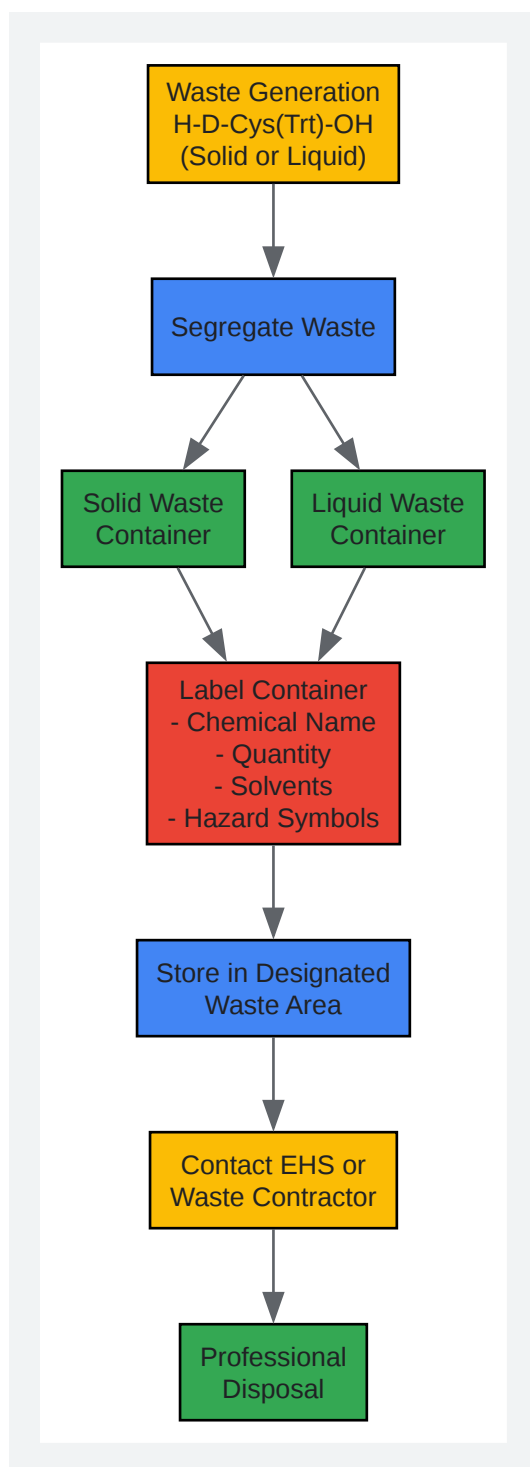 Waste Generation
H-D-Cys(Trt)-OH
(Solid or Liquid)
Segregate Waste
Solid Waste
Container
Liquid Waste
Container
Label Container
- Chemical Name
- Quantity
- Solvents
- Hazard Symbols
Store in Designated
Waste Area
Contact EHS or
Waste Contractor
Professional
Disposal